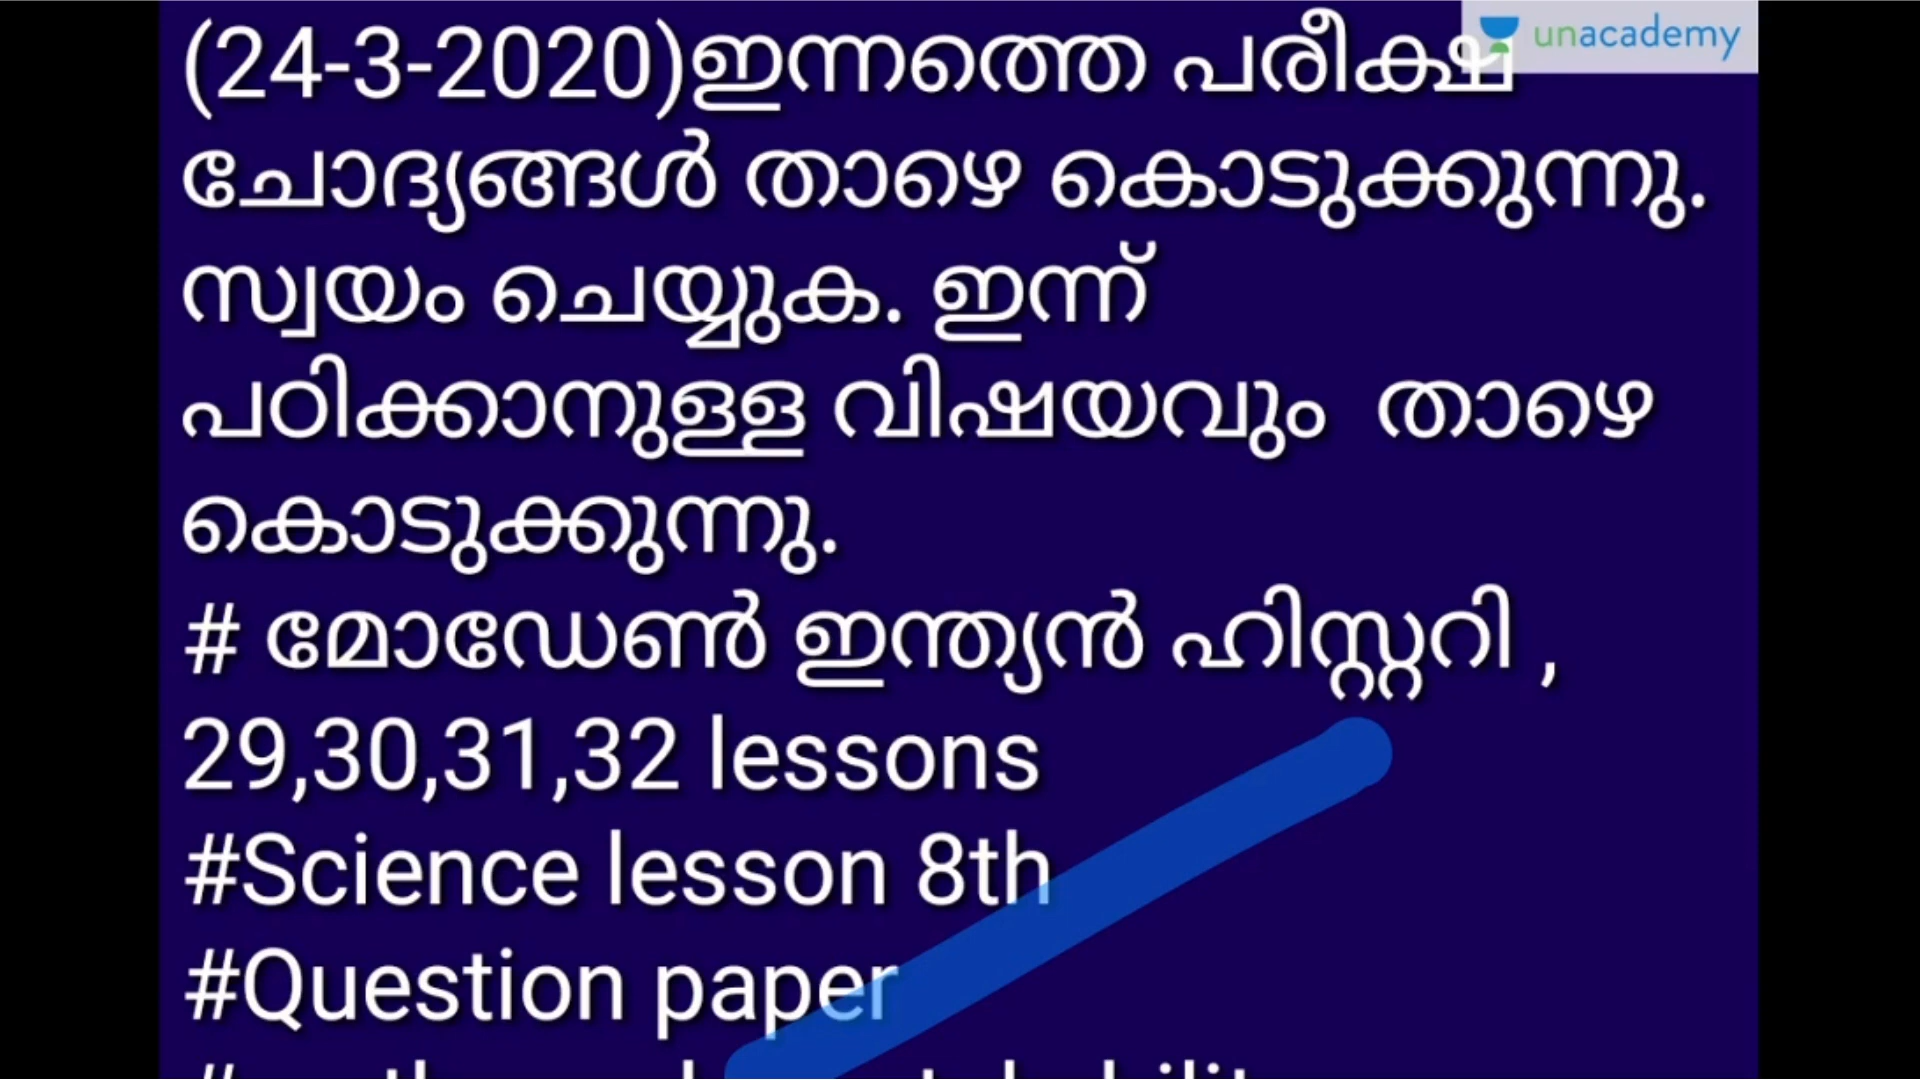 (24-3-2020)ഇന്നത്തെ പരീക്ഷ
unacademy
ചോദ്യങ്ങൾ താഴെ കൊടുക്കുന്നു.
സ്വയം ചെയ്യുക. ഇന്ന്
പഠിക്കാനുള്ള വിഷയവും താഴെ
കൊടുക്കുന്നു.
# മോഡേൺ ഇന്ത്യൻ ഹിസ്റ്ററി ,
29,30,31,32 lessons
#Science lesson 8th
#Question paper